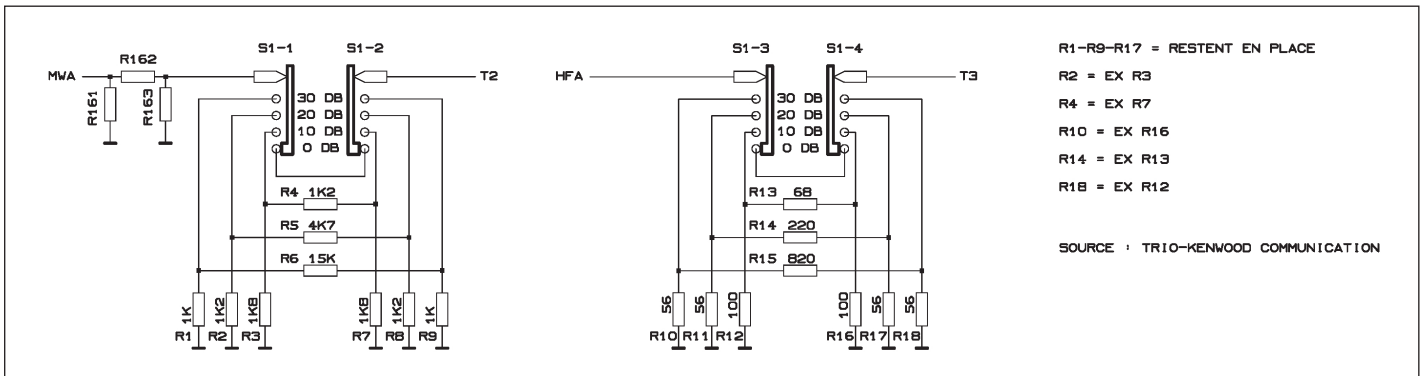 S1-1 S1-2 S1-3 S1-4
R162
MWA T2 HFA T3
R161 R163
30 DB 30 DB
20 DB 20 DB
10 DB 10 DB
0 DB 0 DB
R4 1K2 R13 68
R5 4K7 R14 220
R6 15K R15 820
1K 1K2 1K8 1K8 1K2 1K 56 56 100 100 56 56
R1 R2 R3 R7 R8 R9 R10 R11 R12 R16 R17 R18
R1-R9-R17 = RESTENT EN PLACE
R2 = EX R3
R4 = EX R7
R10 = EX R16
R14 = EX R13
R18 = EX R12
SOURCE : TRIO-KENWOOD COMMUNICATION